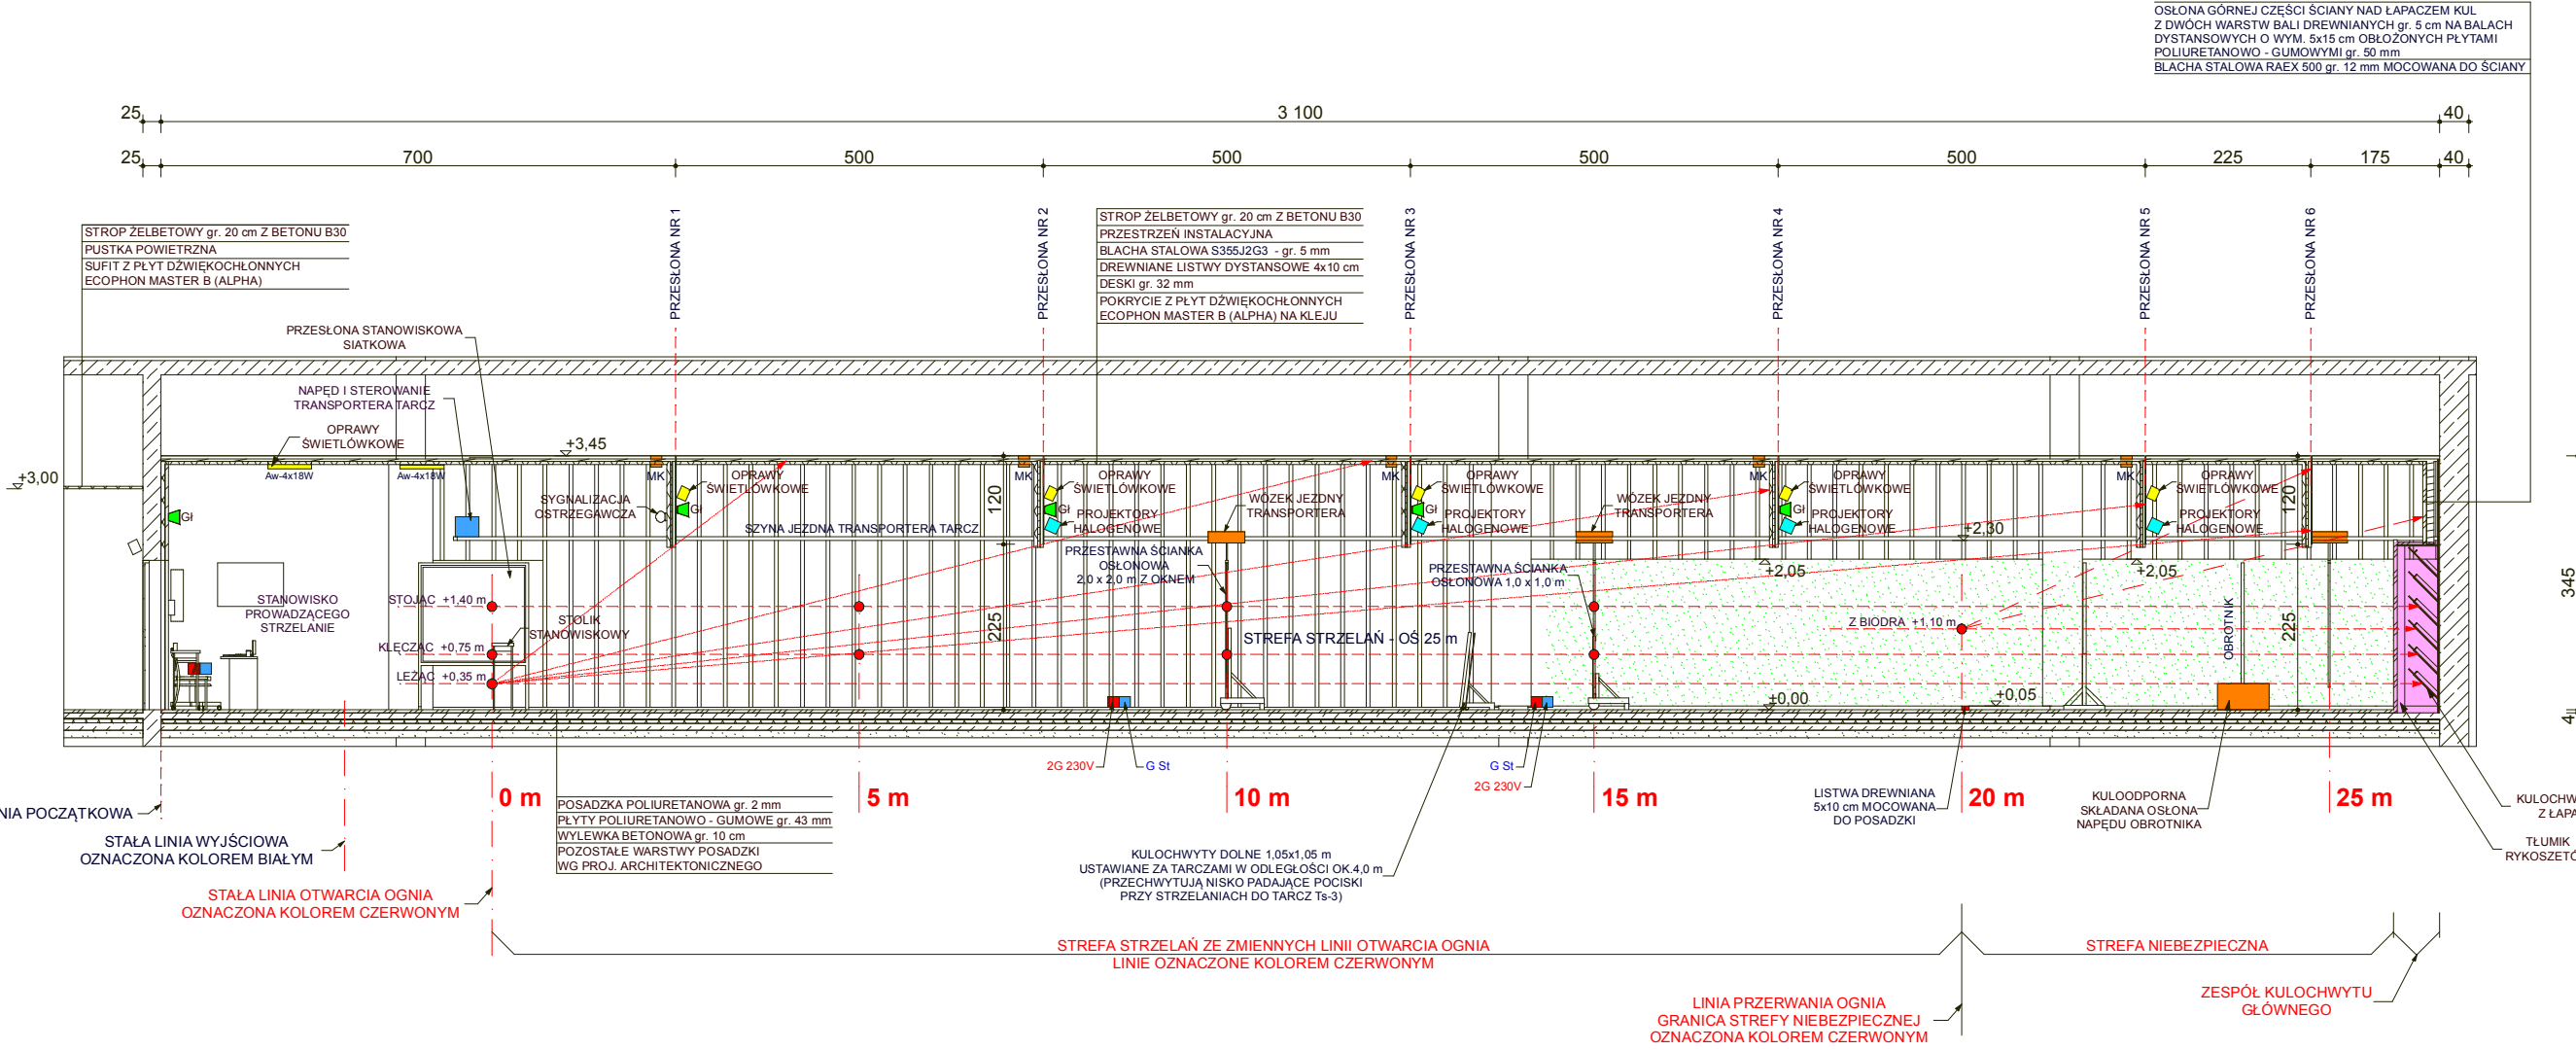 OSŁONA GÓRNEJ CZĘŚCI ŚCIANY NAD ŁAPACZEM KUL
Z DWÓCH WARSTW BALI DREWNIANYCH gr. 5 cm NA BALACH
DYSTANSOWYCH O WYM. 5x15 cm OBŁOŻONYCH PŁYTAMI
POLIURETANOWO - GUMOWYMI gr. 50 mm
BLACHA STALOWA RAEX 500 gr. 12 mm MOCOWANA DO ŚCIANY
25
3 100
40
25
700
500
500
500
500
225
175
40
STROP ŻELBETOWY gr. 20 cm Z BETONU B30
PUSTKA POWIETRZNA
SUFIT Z PŁYT DŹWIĘKOCHŁONNYCH
ECOPHON MASTER B (ALPHA)
PRZESŁONA NR 1
PRZESŁONA NR 2
STROP ŻELBETOWY gr. 20 cm Z BETONU B30
PRZESTRZEŃ INSTALACYJNA
BLACHA STALOWA S355J2G3 - gr. 5 mm
DREWNIANE LISTWY DYSTANSOWE 4x10 cm
DESKI gr. 32 mm
POKRYCIE Z PŁYT DŹWIĘKOCHŁONNYCH
ECOPHON MASTER B (ALPHA) NA KLEJU
PRZESŁONA NR 3
PRZESŁONA NR 4
PRZESŁONA NR 5
PRZESŁONA NR 6
PRZESŁONA STANOWISKOWA
SIATKOWA
NAPĘD I STEROWANIE
TRANSPORTERA TARCZ
OPRAWY
ŚWIETLÓWKOWE
+3,45
+3,00
Aw-4x18W
Aw-4x18W
MK
MK
MK
MK
MK
OPRAWY
ŚWIETLÓWKOWE
OPRAWY
ŚWIETLÓWKOWE
OPRAWY
ŚWIETLÓWKOWE
OPRAWY
ŚWIETLÓWKOWE
OPRAWY
ŚWIETLÓWKOWE
SYGNALIZACJA
OSTRZEGAWCZA
Gł
Gł
Gł
Gł
Gł
120
120
WÓZEK JEZDNY
TRANSPORTERA
WÓZEK JEZDNY
TRANSPORTERA
PROJEKTORY
HALOGENOWE
PROJEKTORY
HALOGENOWE
PROJEKTORY
HALOGENOWE
PROJEKTORY
HALOGENOWE
SZYNA JEZDNA TRANSPORTERA TARCZ
+2,30
PRZESTAWNA ŚCIANKA
OSŁONOWA
2,0 x 2,0 m Z OKNEM
PRZESTAWNA ŚCIANKA
OSŁONOWA 1,0 x 1,0 m
+2,05
+2,05
345
STANOWISKO
PROWADZĄCEGO
STRZELANIE
STOJĄC +1,40 m
STOLIK
STANOWISKOWY
KLĘCZĄC +0,75 m
LEŻĄC +0,35 m
225
STREFA STRZELAŃ - OŚ 25 m
Z BIODRA +1,10 m
OBROTNIK
225
+0,00
+0,05
4
2G 230V
G St
G St
2G 230V
0 m
5 m
10 m
15 m
20 m
25 m
NIA POCZĄTKOWA
STAŁA LINIA WYJŚCIOWA
OZNACZONA KOLOREM BIAŁYM
STAŁA LINIA OTWARCIA OGNIA
OZNACZONA KOLOREM CZERWONYM
POSADZKA POLIURETANOWA gr. 2 mm
PŁYTY POLIURETANOWO - GUMOWE gr. 43 mm
WYLEWKA BETONOWA gr. 10 cm
POZOSTAŁE WARSTWY POSADZKI
WG PROJ. ARCHITEKTONICZNEGO
KULOCHWYTY DOLNE 1,05x1,05 m
USTAWIANE ZA TARCZAMI W ODLEGŁOŚCI OK.4,0 m
(PRZECHWYTUJĄ NISKO PADAJĄCE POCISKI
PRZY STRZELANIACH DO TARCZ Ts-3)
LISTWA DREWNIANA
5x10 cm MOCOWANA
DO POSADZKI
KULOODPORNA
SKŁADANA OSŁONA
NAPĘDU OBROTNIKA
KULOCHW
Z ŁAPA
TŁUMIK
RYKOSZETÓ
STREFA STRZELAŃ ZE ZMIENNYCH LINII OTWARCIA OGNIA
LINIE OZNACZONE KOLOREM CZERWONYM
STREFA NIEBEZPIECZNA
LINIA PRZERWANIA OGNIA
GRANICA STREFY NIEBEZPIECZNEJ
OZNACZONA KOLOREM CZERWONYM
ZESPÓŁ KULOCHWYTU
GŁÓWNEGO